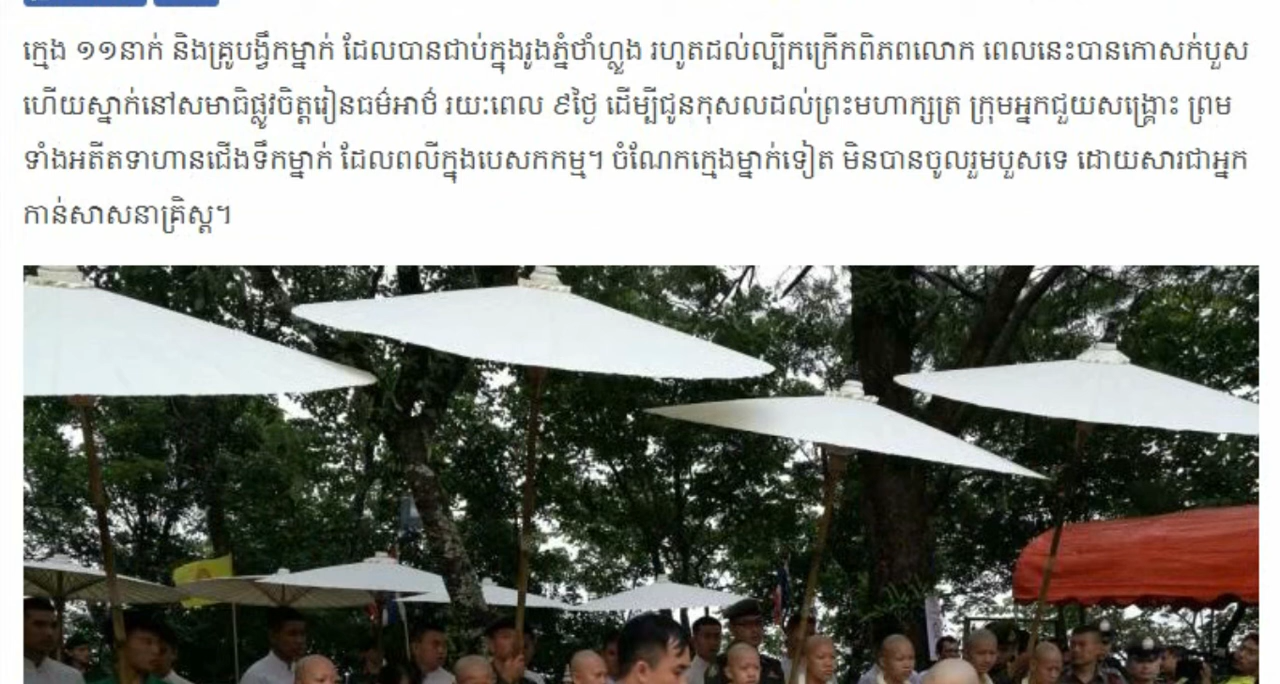 ក្មេង ១១នាក់ និងគ្រូបង្វឹកម្នាក់ ដែលបានជាប់ក្នុងរូងភ្នំថាំហ្លួង រហូតដល់ល្បីកក្រើកពិភពលោក ពេលនេះបានកោសក់បួស
ហើយស្នាក់នៅសមាធិផ្លូវចិត្តរៀនធម៌អាថ៌ រយៈពេល ៩ថ្ងៃ ដើម្បីជូនកុសលដល់ព្រះមហាក្សត្រ ក្រុមអ្នកជួយសង្គ្រោះ ព្រម
ទាំងអតីតទាហានជើងទឹកម្នាក់ ដែលពលីក្នុងបេសកកម្ម។ ចំណែកក្មេងម្នាក់ទៀត មិនបានចូលរួមបួសទេ ដោយសារជាអ្នក
កាន់សាសនាគ្រិស្ត។